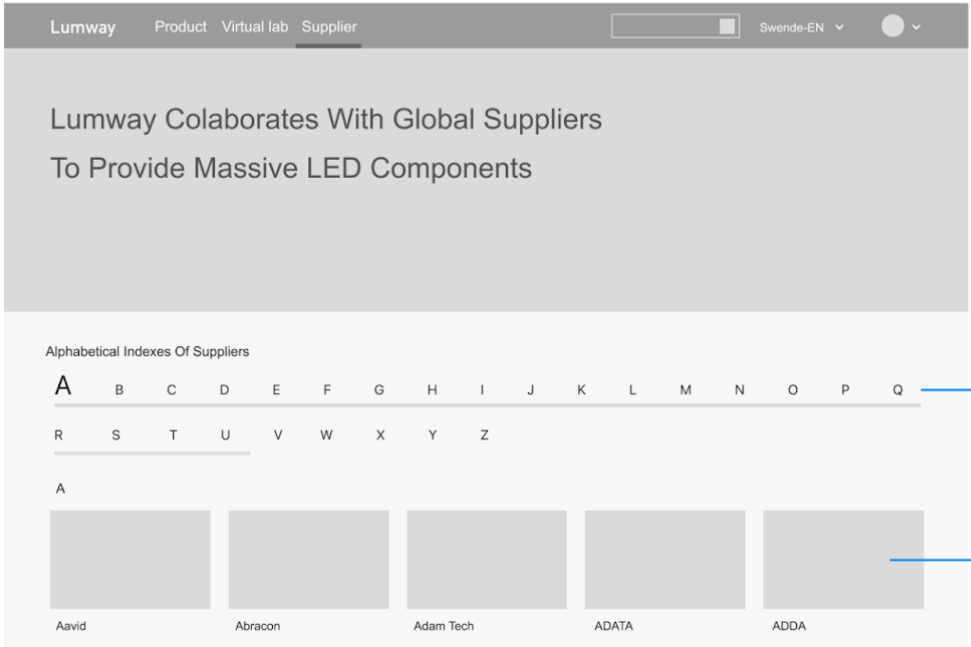 Lumway Product Virtual lab Supplier Swende-EN
Lumway Colaborates With Global Suppliers
To Provide Massive LED Components
Alphabetical Indexes Of Suppliers
A B C D E F G H I J K L M N O P Q
R S T U V W X Y Z
A
Aavid Abracon Adam Tech ADATA ADDA